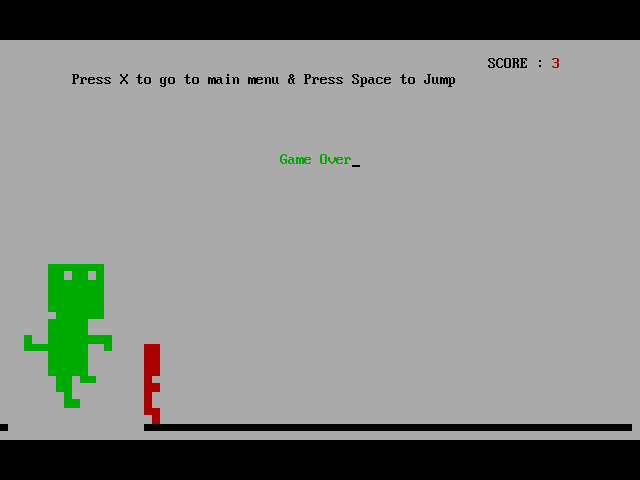 SCORE : 3
Press X to go to main menu & Press Space to Jump
Game Over_